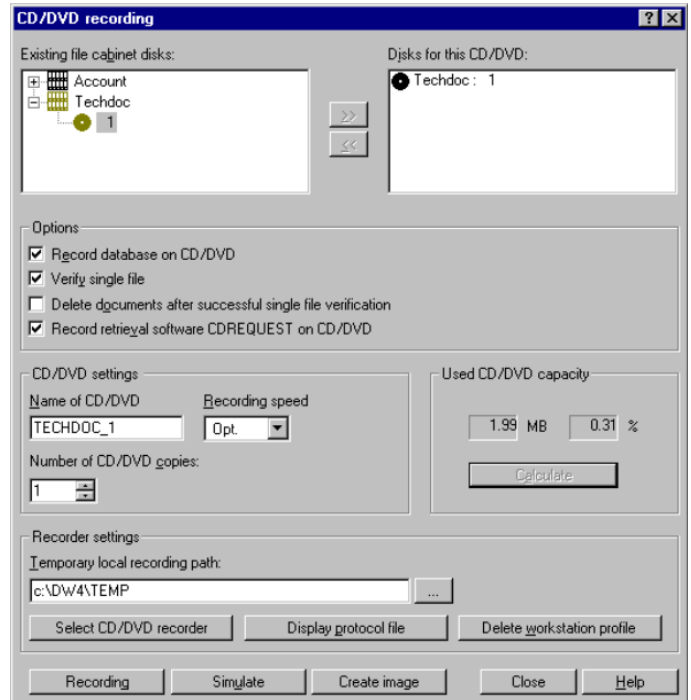 CD/DVD recording
Existing file cabinet disks:
Disks for this CD/DVD:
Account
Techdoc
1
Techdoc : 1
>>
<<
Options
Record database on CD/DVD
Verify single file
Delete documents after successful single file verification
Record retrieval software CDREQUEST on CD/DVD
CD/DVD settings
Used CD/DVD capacity
Name of CD/DVD
Recording speed
TECHDOC_1
Opt.
1.99 MB 0.31 %
Number of CD/DVD copies:
1
Calculate
Recorder settings
Temporary local recording path:
c:\DW4\TEMP
...
Select CD/DVD recorder
Display protocol file
Delete workstation profile
Recording
Simulate
Create image
Close
Help